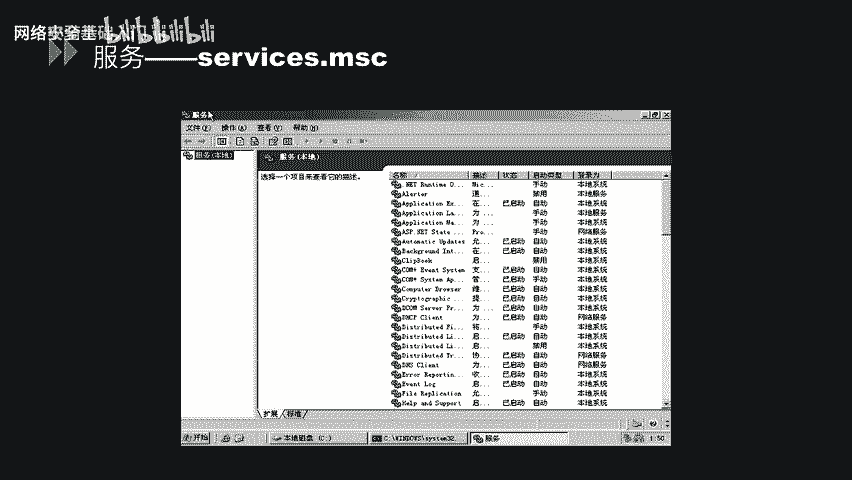 网络安全基础入门 bilibili
服务——services.msc
服务
文件(F) 操作(A) 查看(V) 帮助(H)
服务(本地)
服务(本地)
选择一个项目来查看它的描述。
名称 描述 状态 启动类型 登录为
.NET Runtime O... Mic... 手动 本地系统
Alerter 通... 禁用 本地服务
Application Ex... 在... 已启动 自动 本地系统
Application La... 为... 手动 本地系统
Application Ma... 为... 手动 本地系统
ASP.NET State ... Pro... 手动 网络服务
Automatic Updates 允... 已启动 自动 本地系统
Background Int... 在... 已启动 自动 本地系统
ClipBook 启... 禁用 本地系统
COM+ Event System 支... 已启动 自动 本地系统
COM+ System Ap... 管... 已启动 手动 本地系统
Computer Browser 维... 已启动 自动 本地系统
Cryptographic ... 提... 已启动 自动 本地系统
DCOM Server Pr... 为... 已启动 自动 本地系统
DHCP Client 为... 已启动 自动 网络服务
Distributed Fi... 将... 手动 本地系统
Distributed Li... 启... 已启动 自动 本地系统
Distributed Li... 启... 禁用 本地系统
Distributed Tr... 协... 已启动 自动 网络服务
DNS Client 为... 已启动 自动 网络服务
Error Reportin... 收... 已启动 自动 本地系统
Event Log 启... 已启动 自动 本地系统
File Replication 允... 手动 本地系统
Help and Support 启... 已启动 自动 本地系统
扩展 标准
开始 本地磁盘 (C:) C:\WINDOWS\system32... 服务 1:50